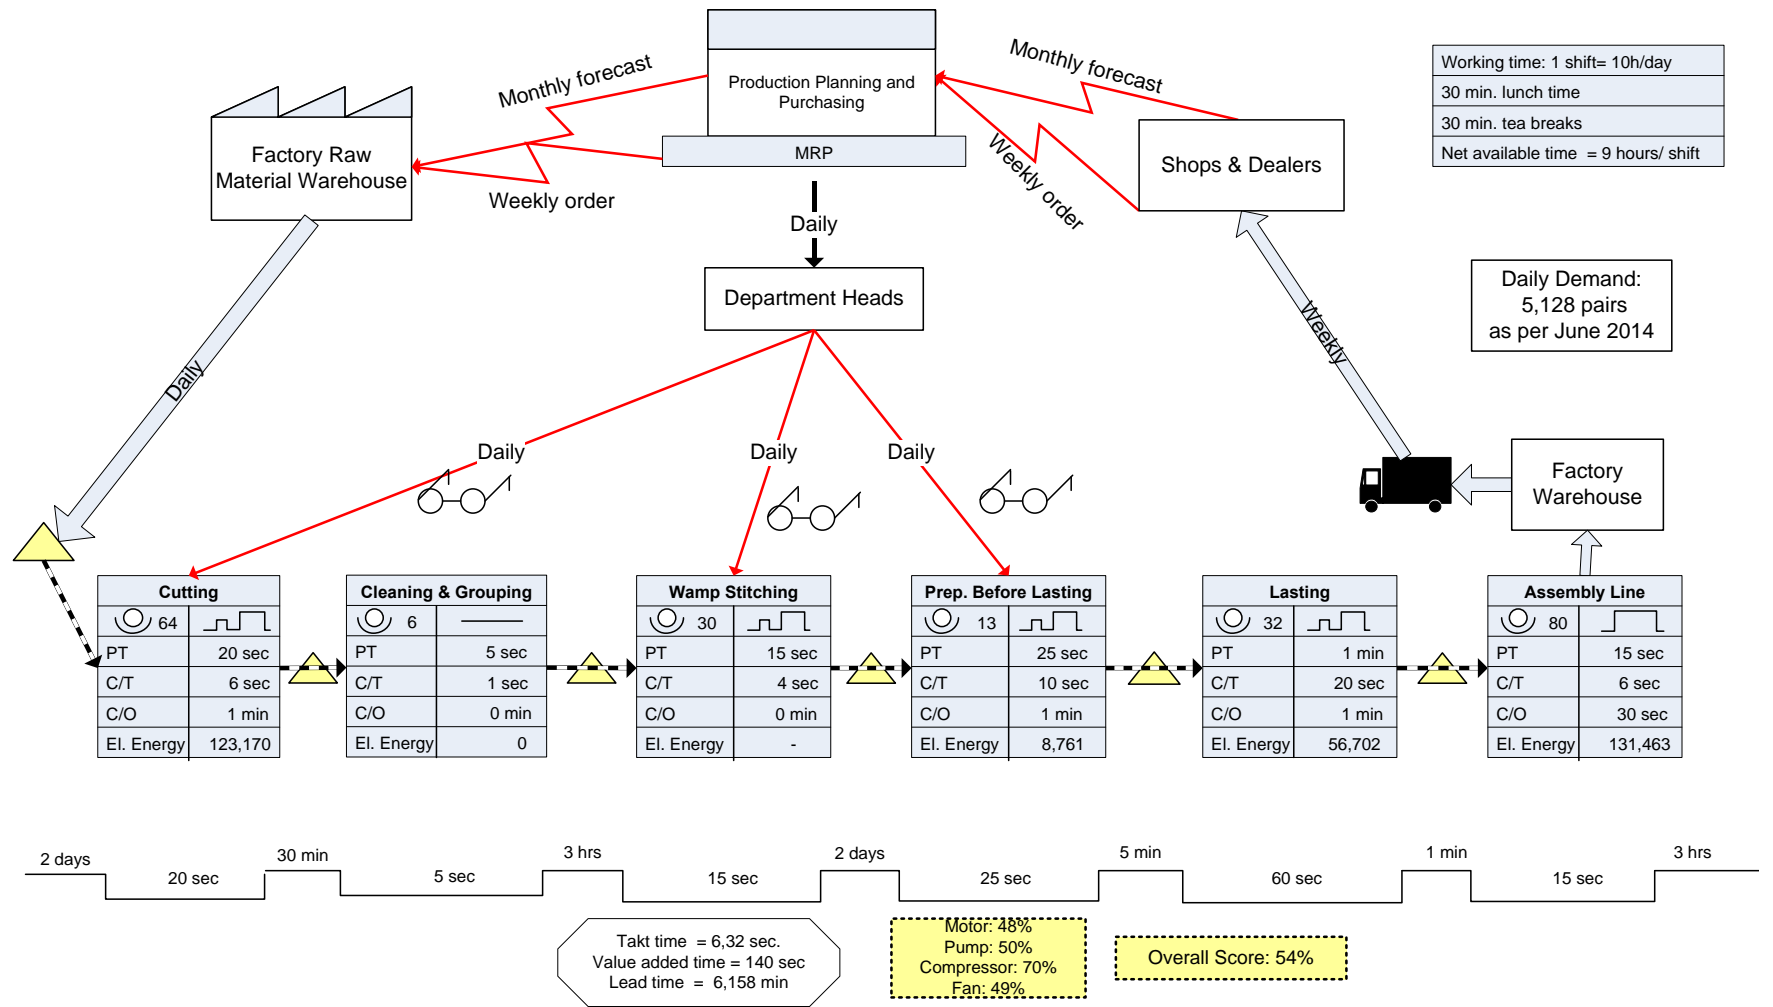 Production Planning and
Purchasing
MRP
Monthly forecast
Weekly order
Factory Raw
Material Warehouse
Monthly forecast
Weekly order
Shops & Dealers
Working time: 1 shift= 10h/day
30 min. lunch time
30 min. tea breaks
Net available time  = 9 hours/ shift
Daily
Department Heads
Daily Demand:
5,128 pairs
as per June 2014
Daily
Weekly
Daily
Daily
Daily
Factory
Warehouse
Cutting
64
PT 20 sec
C/T 6 sec
C/O 1 min
El. Energy 123,170
Cleaning & Grouping
6
PT 5 sec
C/T 1 sec
C/O 0 min
El. Energy 0
Wamp Stitching
30
PT 15 sec
C/T 4 sec
C/O 0 min
El. Energy -
Prep. Before Lasting
13
PT 25 sec
C/T 10 sec
C/O 1 min
El. Energy 8,761
Lasting
32
PT 1 min
C/T 20 sec
C/O 1 min
El. Energy 56,702
Assembly Line
80
PT 15 sec
C/T 6 sec
C/O 30 sec
El. Energy 131,463
2 days
20 sec
30 min
5 sec
3 hrs
15 sec
2 days
25 sec
5 min
60 sec
1 min
15 sec
3 hrs
Takt time  = 6,32 sec.
Value added time = 140 sec
Lead time  =  6,158 min
Motor: 48%
Pump: 50%
Compressor: 70%
Fan: 49%
Overall Score: 54%